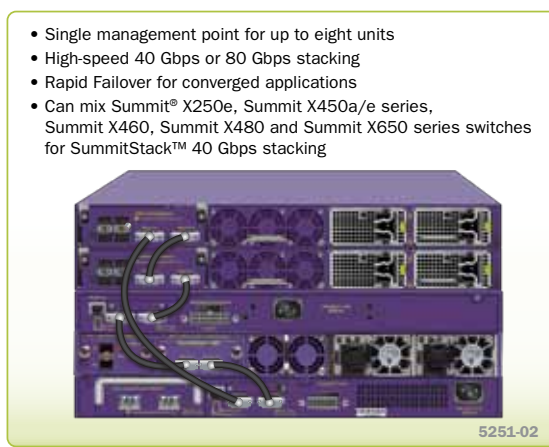 • Single management point for up to eight units
• High-speed 40 Gbps or 80 Gbps stacking
• Rapid Failover for converged applications
• Can mix Summit® X250e, Summit X450a/e series,
Summit X460, Summit X480 and Summit X650 series switches
for SummitStack™ 40 Gbps stacking
5251-02